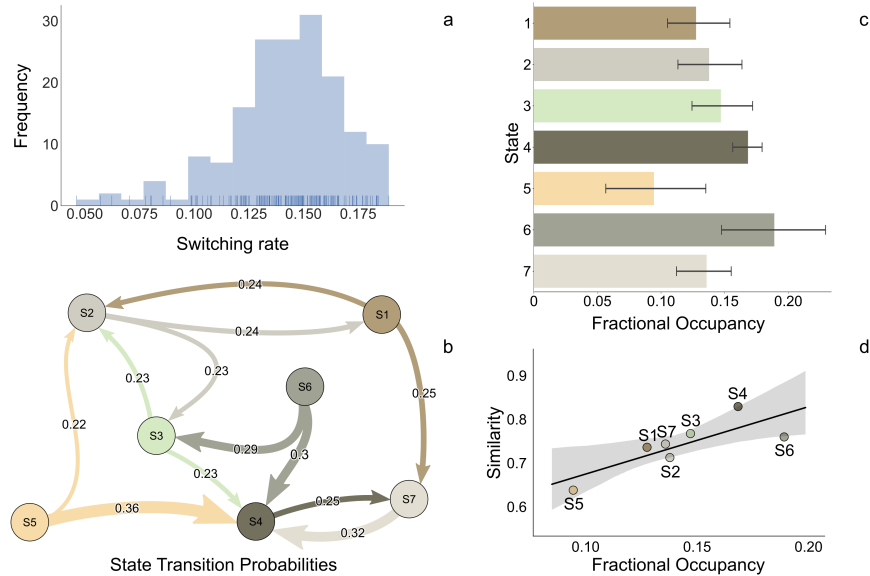 a
30
20
10
0
Frequency
0.050 0.075 0.100 0.125 0.150 0.175
Switching rate
c
1
2
3
4
5
6
7
State
0 0.05 0.10 0.15 0.20
Fractional Occupancy
b
0.24
S2
S1
0.24
0.23
0.23
0.25
S6
0.22
S3
0.29
0.3
0.23
0.36
0.25
S7
S5
S4
0.32
State Transition Probabilities
d
0.9
0.8
0.7
0.6
Similarity
S4
S3
S1 S7
S6
S2
S5
0.10 0.15 0.20
Fractional Occupancy